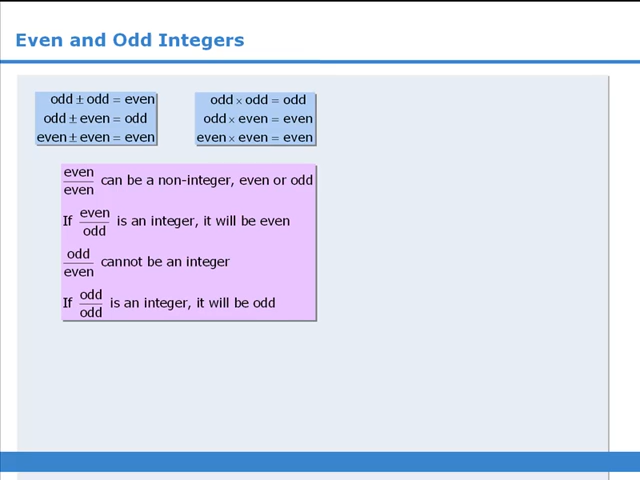 Even and Odd Integers
odd ± odd = even
odd ± even = odd
even ± even = even
odd × odd = odd
odd × even = even
even × even = even
even/even can be a non-integer, even or odd
If even/odd is an integer, it will be even
odd/even cannot be an integer
If odd/odd is an integer, it will be odd